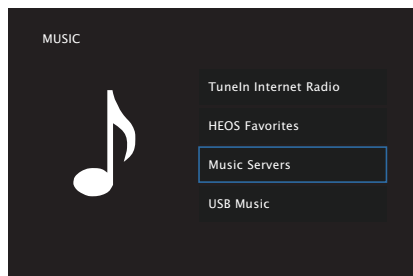 MUSIC
TuneIn Internet Radio
HEOS Favorites
Music Servers
USB Music